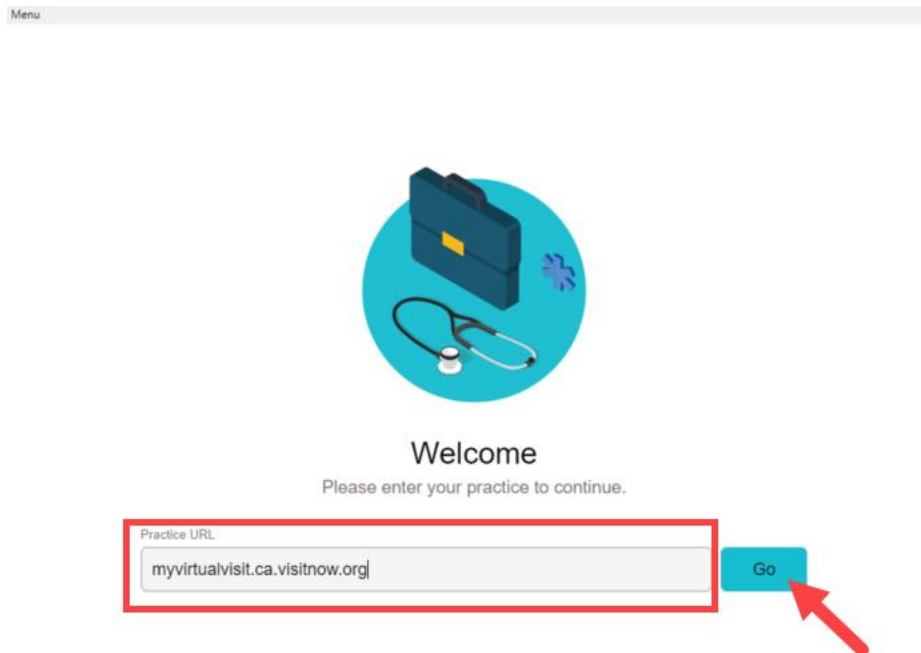 Menu
Welcome
Please enter your practice to continue.
Practice URL
myvirtualvisit.ca.visitnow.org
Go